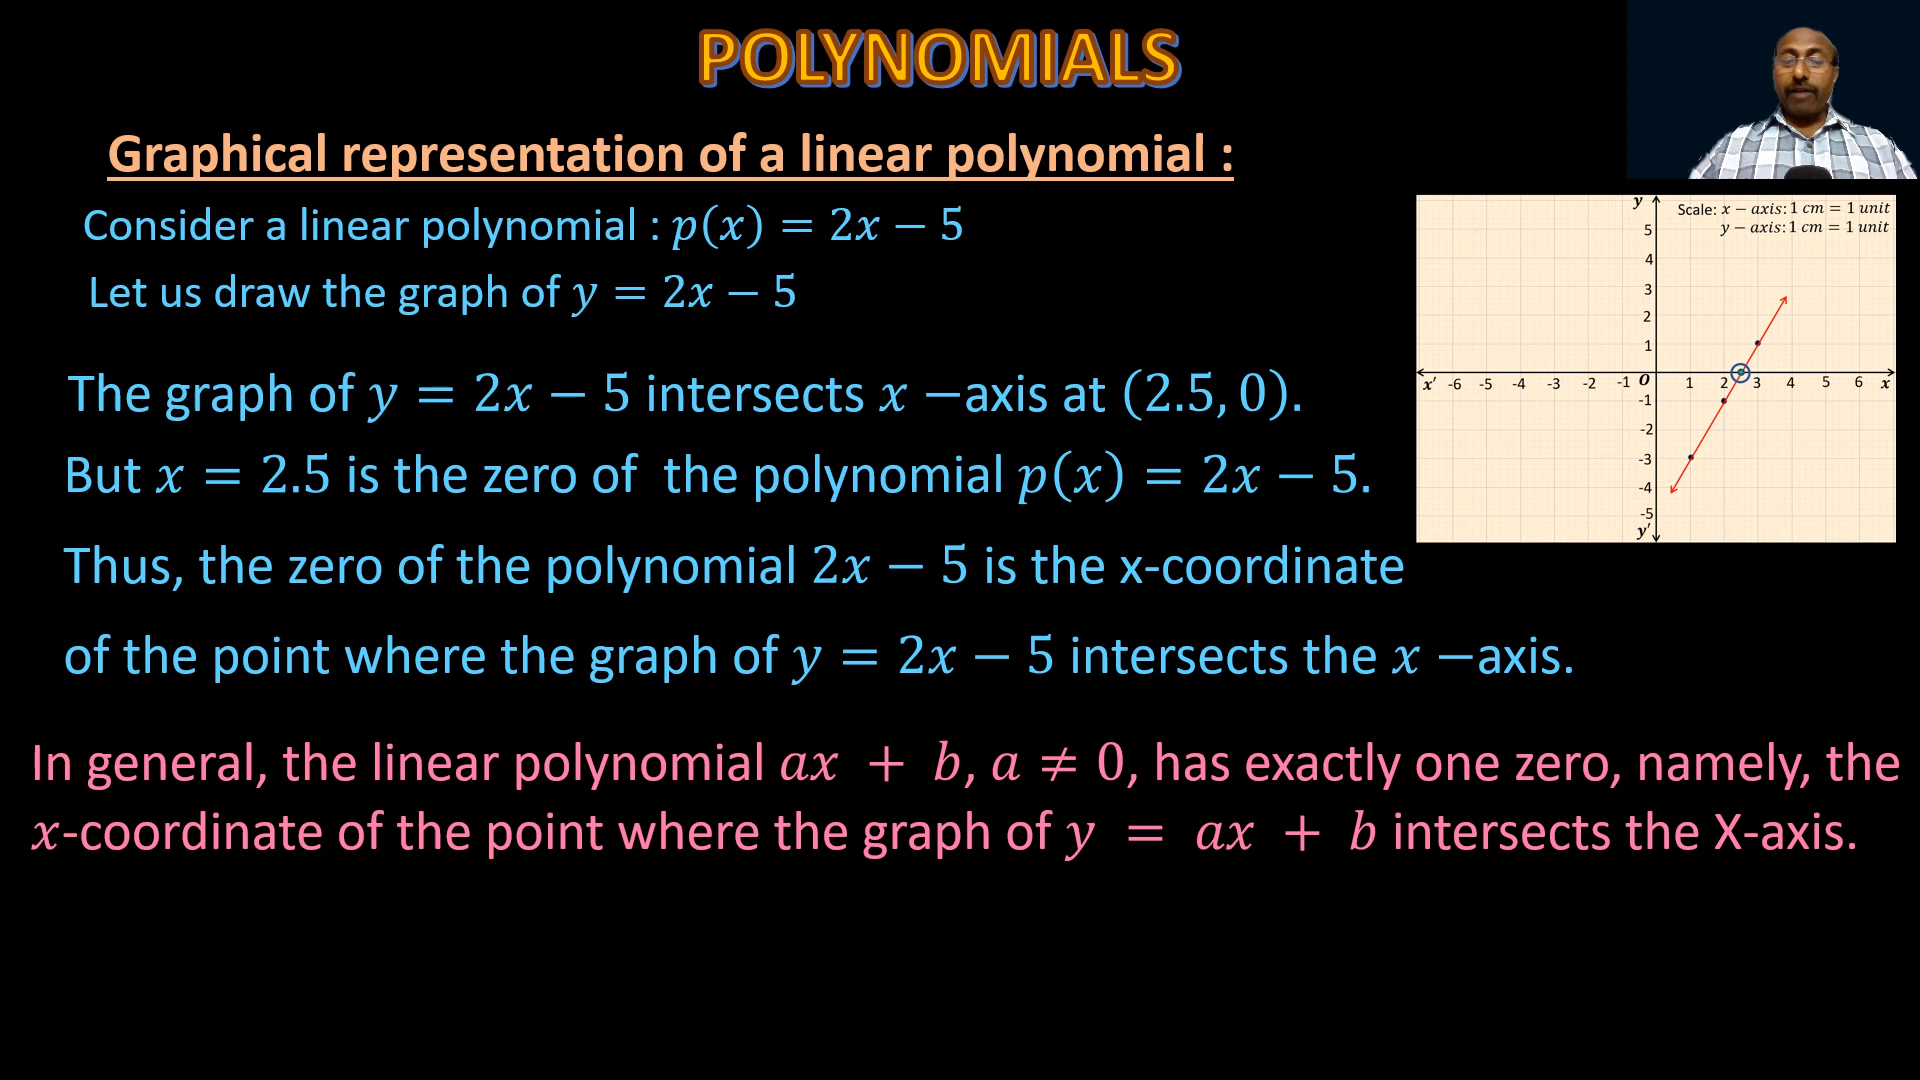 POLYNOMIALS
Graphical representation of a linear polynomial :
Consider a linear polynomial : p(x) = 2x − 5
Let us draw the graph of y = 2x − 5
The graph of y = 2x − 5 intersects x −axis at (2.5, 0).
But x = 2.5 is the zero of  the polynomial p(x) = 2x − 5.
Thus, the zero of the polynomial 2x − 5 is the x-coordinate
of the point where the graph of y = 2x − 5 intersects the x −axis.
In general, the linear polynomial ax + b, a ≠ 0, has exactly one zero, namely, the
x-coordinate of the point where the graph of y = ax + b intersects the X-axis.
Scale: x − axis: 1 cm = 1 unit
y − axis: 1 cm = 1 unit
y
5
4
3
2
1
x′ -6 -5 -4 -3 -2 -1 O 1 2 3 4 5 6 x
-1
-2
-3
-4
-5
y′